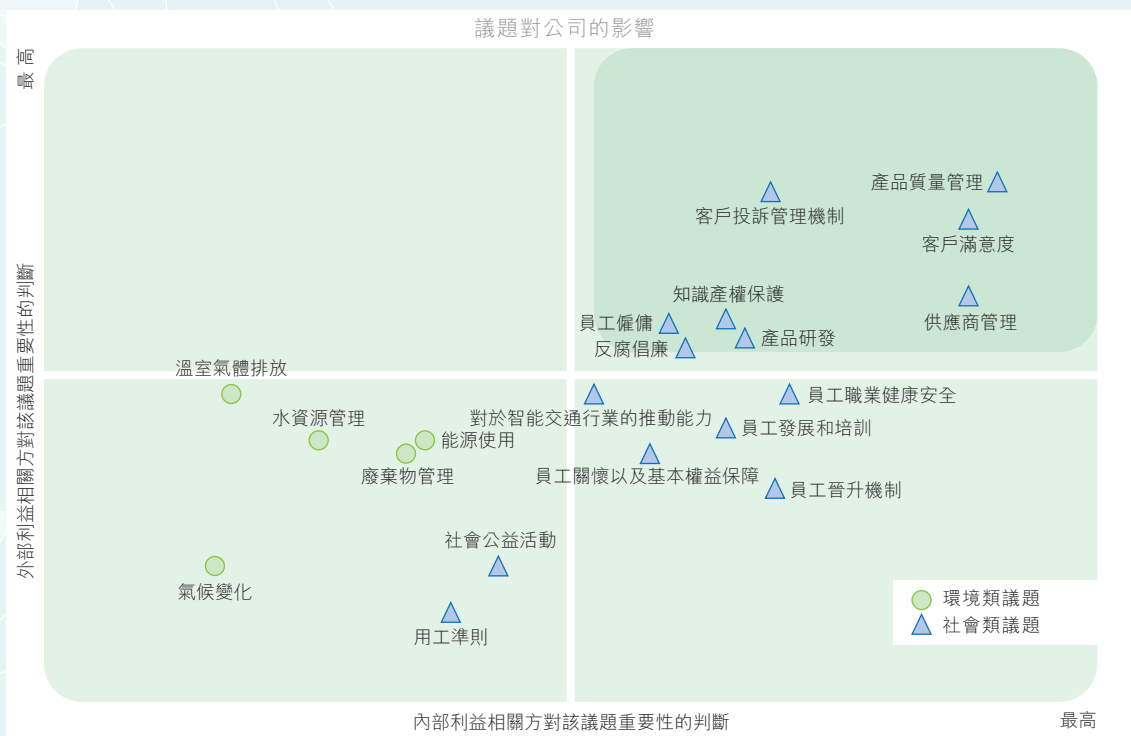 議題對公司的影響
最高
外部利益相關方對該議題重要性的判斷
產品質量管理
客戶投訴管理機制
客戶滿意度
知識產權保護
員工僱傭
供應商管理
產品研發
反腐倡廉
溫室氣體排放
員工職業健康安全
水資源管理
對於智能交通行業的推動能力
員工發展和培訓
能源使用
廢棄物管理
員工關懷以及基本權益保障
員工晉升機制
社會公益活動
氣候變化
用工準則
環境類議題
社會類議題
內部利益相關方對該議題重要性的判斷
最高